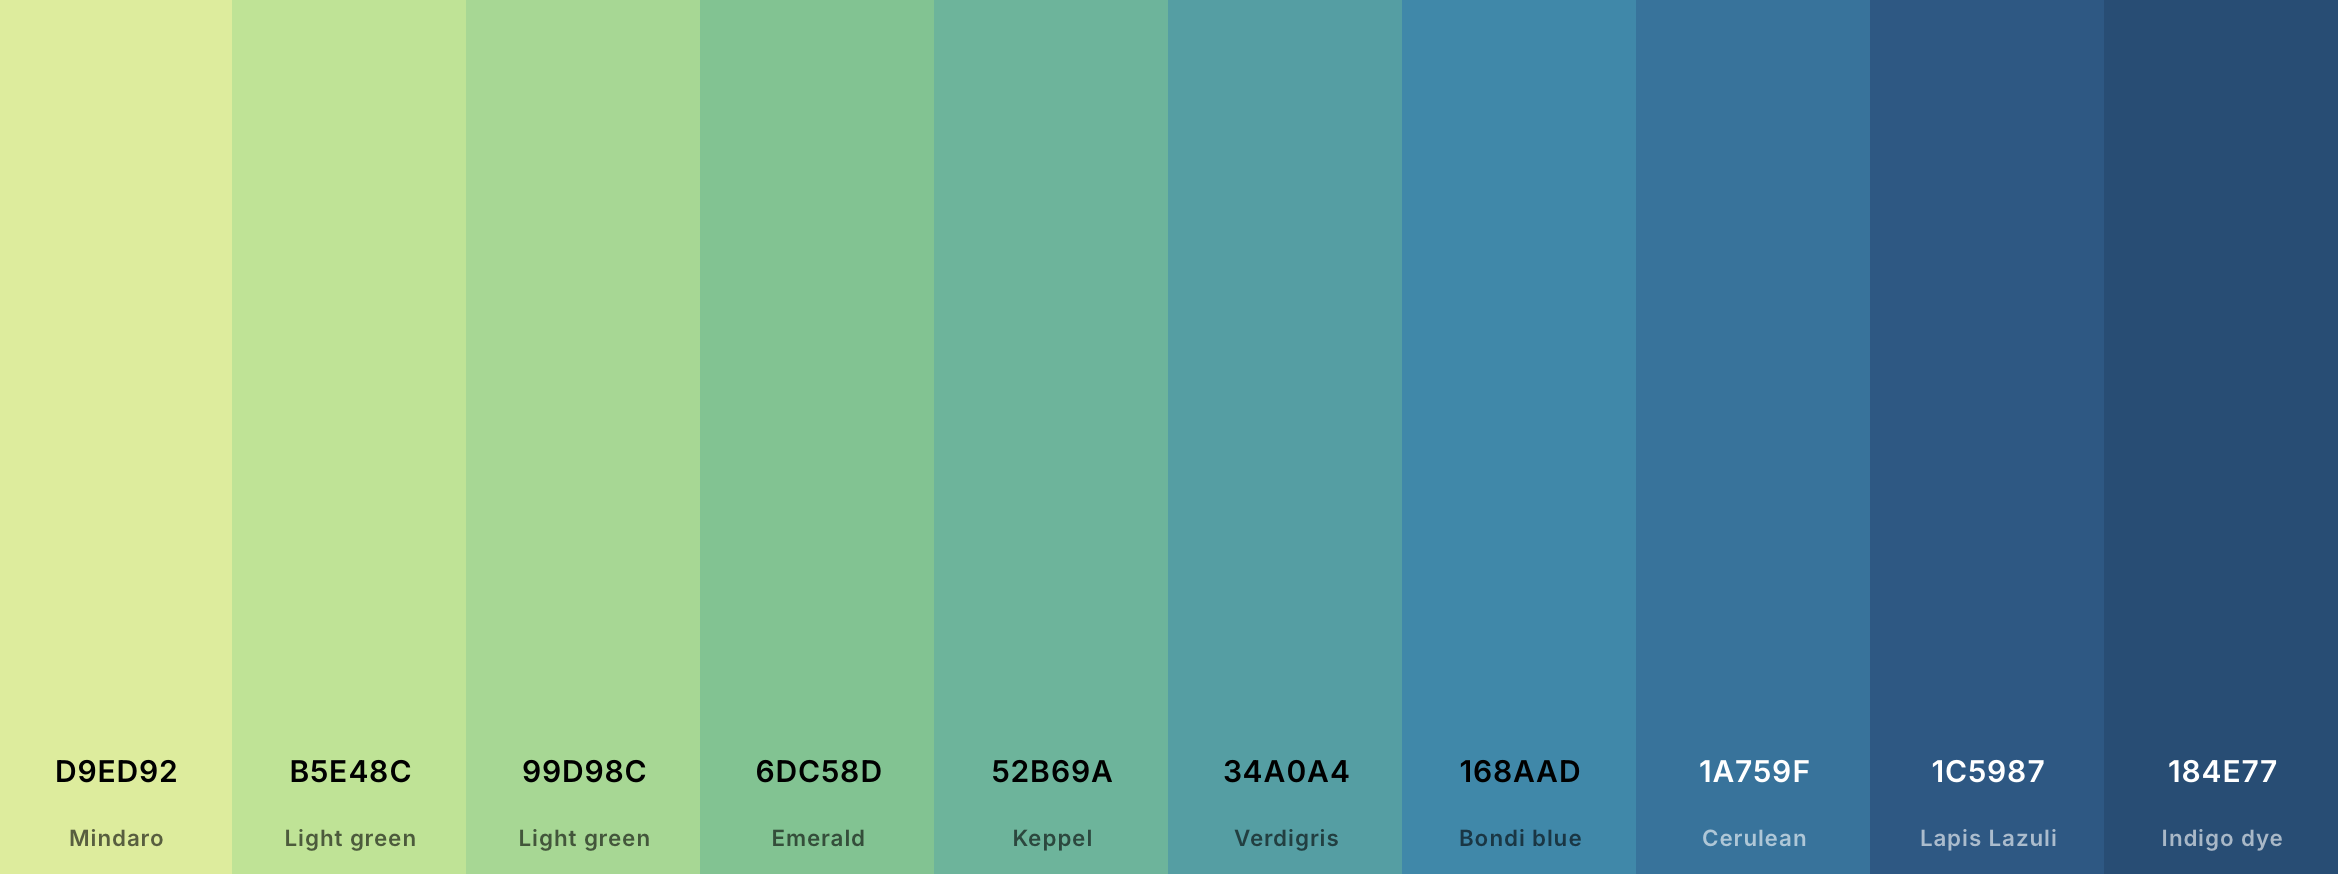 D9ED92
B5E48C
99D98C
6DC58D
52B69A
34A0A4
168AAD
1A759F
1C5987
184E77
Mindaro
Light green
Light green
Emerald
Keppel
Verdigris
Bondi blue
Cerulean
Lapis Lazuli
Indigo dye